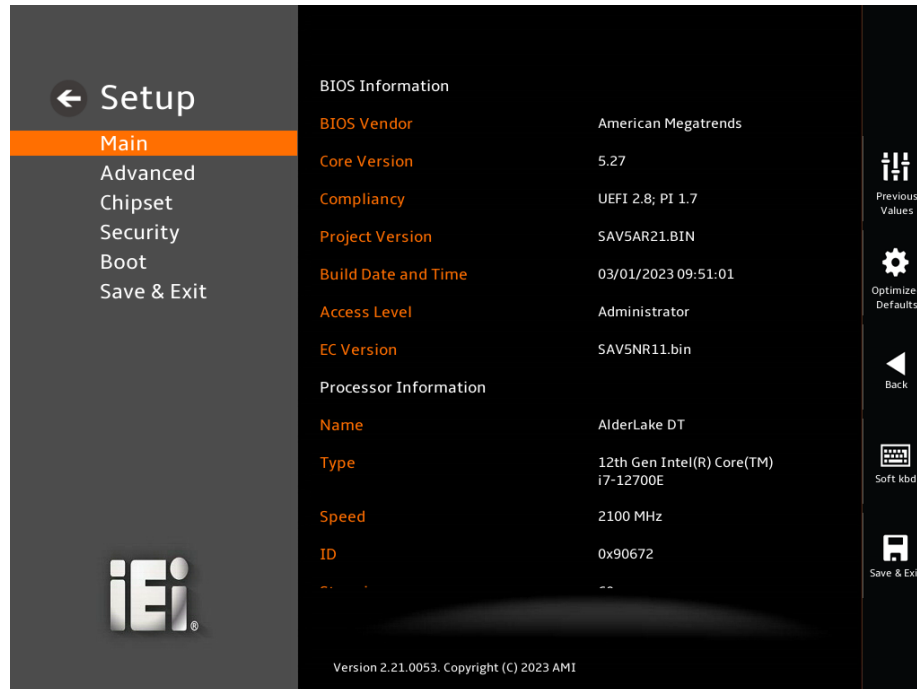 Setup
Main
Advanced
Chipset
Security
Boot
Save & Exit
BIOS Information
BIOS Vendor American Megatrends
Core Version 5.27
Compliancy UEFI 2.8; PI 1.7
Project Version SAV5AR21.BIN
Build Date and Time 03/01/2023 09:51:01
Access Level Administrator
EC Version SAV5NR11.bin
Processor Information
Name AlderLake DT
Type 12th Gen Intel(R) Core(TM)
i7-12700E
Speed 2100 MHz
ID 0x90672
Version 2.21.0053. Copyright (C) 2023 AMI
Previous
Values
Optimize
Defaults
Back
Soft kbd
Save & Exi
iEi ®